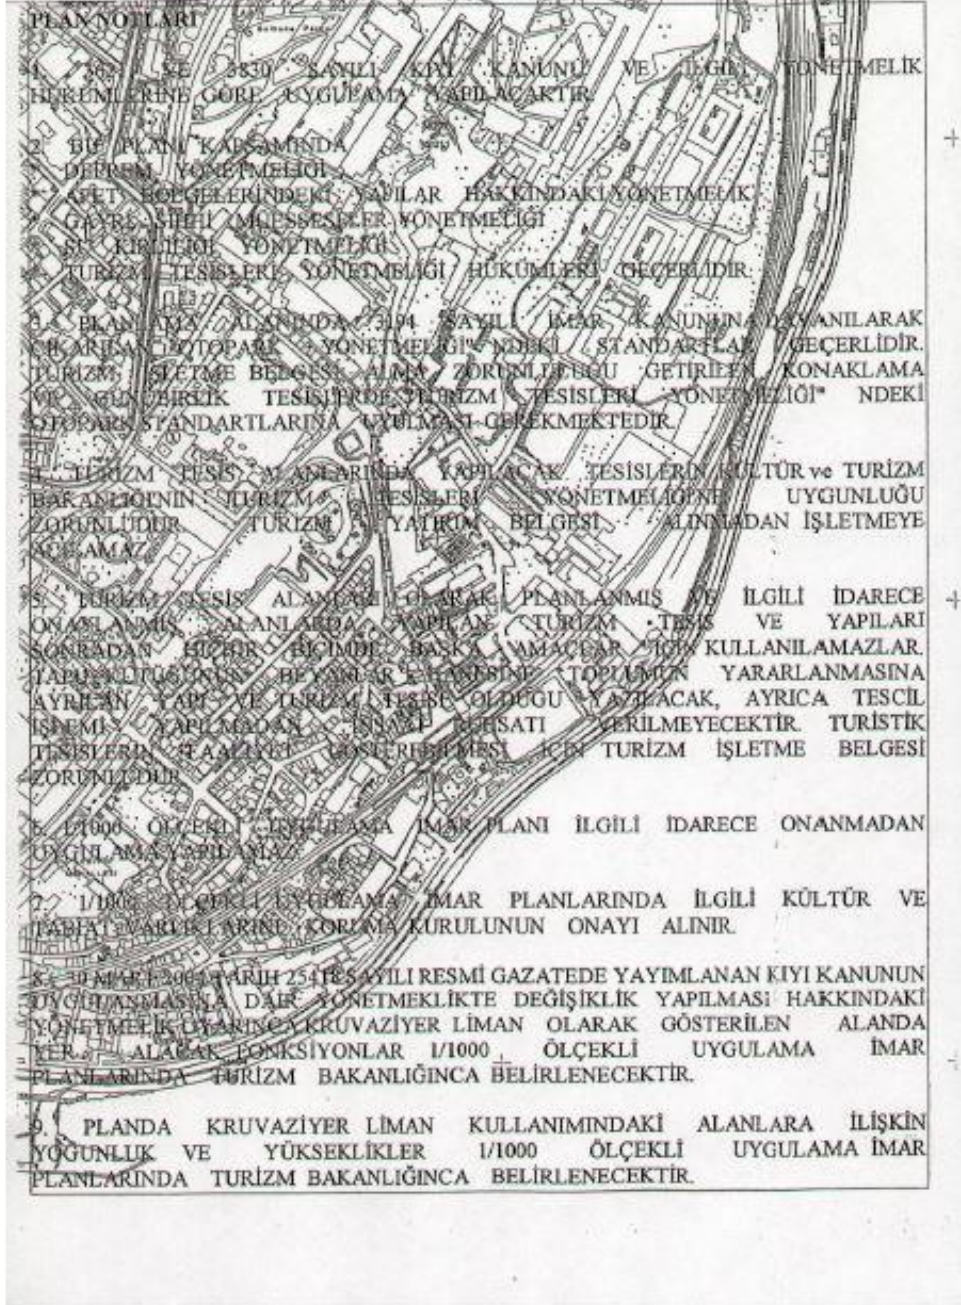 PLAN NOTLARI
1. VE 3830 SAYILI KIYI KANUNU VE İLGİLİ YÖNETMELİK
HÜKÜMLERİNE GÖRE UYGULAMA YAPILACAKTIR.
2. BU PLAN KAPSAMINDA
* DEPREM YÖNETMELİĞİ
* AFET BÖLGELERİNDEKİ YAPILAR HAKKINDAKİ YÖNETMELİK
* GAYRİ SIHHİ MÜESSESELER YÖNETMELİĞİ
* SU KİRLİLİĞİ YÖNETMELİĞİ
* TURİZM TESİSLERİ YÖNETMELİĞİ HÜKÜMLERİ GEÇERLİDİR.
3. PLANLAMA ALANINDA 3194 SAYILI İMAR KANUNUNA DAYANILARAK
ÇIKARILAN "OTOPARK YÖNETMELİĞİ" NDEKİ STANDARTLAR GEÇERLİDİR.
TURİZM İŞLETME BELGESİ ALMA ZORUNLULUĞU GETİRİLEN KONAKLAMA
VE GÜNÜBİRLİK TESİSLERDE "TURİZM TESİSLERİ YÖNETMELİĞİ" NDEKİ
OTOPARK STANDARTLARINA UYULMASI GEREKMEKTEDİR.
4. TURİZM TESİS ALANLARINDA YAPILACAK TESİSLERİN KÜLTÜR ve TURİZM
BAKANLIĞI'NIN TURİZM TESİSLERİ YÖNETMELİĞİNE UYGUNLUĞU
ZORUNLUDUR. TURİZM YATIRIM BELGESİ ALINMADAN İŞLETMEYE
AÇILAMAZ.
5. TURİZM TESİS ALANLARI OLARAK PLANLANMIŞ VE İLGİLİ İDARECE
ONAYLANMIŞ ALANLARDA YAPILAN TURİZM TESİS VE YAPILARI
SONRADAN HİÇBİR BİÇİMDE BAŞKA AMAÇLAR İÇİN KULLANILAMAZLAR.
TAPU KÜTÜĞÜNÜN BEYANLAR HANESİNE TOPLUMUN YARARLANMASINA
AYRILAN YAPI VE TURİZM TESİSİ OLDUĞU YAZILACAK, AYRICA TESCİL
İŞLEMİ YAPILMADAN İNŞAAT RUHSATI VERİLMEYECEKTİR. TURİSTİK
TESİSLERİN FAALİYET GÖSTEREBİLMESİ İÇİN TURİZM İŞLETME BELGESİ
ZORUNLUDUR.
6. 1/1000 ÖLÇEKLİ UYGULAMA İMAR PLANI İLGİLİ İDARECE ONANMADAN
UYGULAMA YAPILAMAZ.
7. 1/1000 ÖLÇEKLİ UYGULAMA İMAR PLANLARINDA İLGİLİ KÜLTÜR VE
TABİAT VARLIKLARINI KORUMA KURULUNUN ONAYI ALINIR.
8. 30 MART 2004 TARİH 25418 SAYILI RESMİ GAZATEDE YAYIMLANAN KIYI KANUNUN
UYGULANMASINA DAİR YÖNETMEKLİKTE DEĞİŞİKLİK YAPILMASI HAKKINDAKİ
YÖNETMELİK UYARINCA KRUVAZİYER LİMAN OLARAK GÖSTERİLEN ALANDA
YER ALACAK FONKSİYONLAR 1/1000 ÖLÇEKLİ UYGULAMA İMAR
PLANLARINDA TURİZM BAKANLIĞINCA BELİRLENECEKTİR.
9. PLANDA KRUVAZİYER LİMAN KULLANIMINDAKİ ALANLARA İLİŞKİN
YOĞUNLUK VE YÜKSEKLİKLER 1/1000 ÖLÇEKLİ UYGULAMA İMAR
PLANLARINDA TURİZM BAKANLIĞINCA BELİRLENECEKTİR.